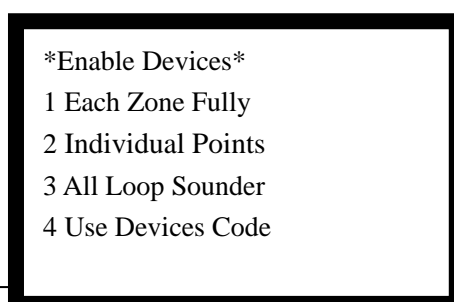 *Enable Devices*
1 Each Zone Fully
2 Individual Points
3 All Loop Sounder
4 Use Devices Code